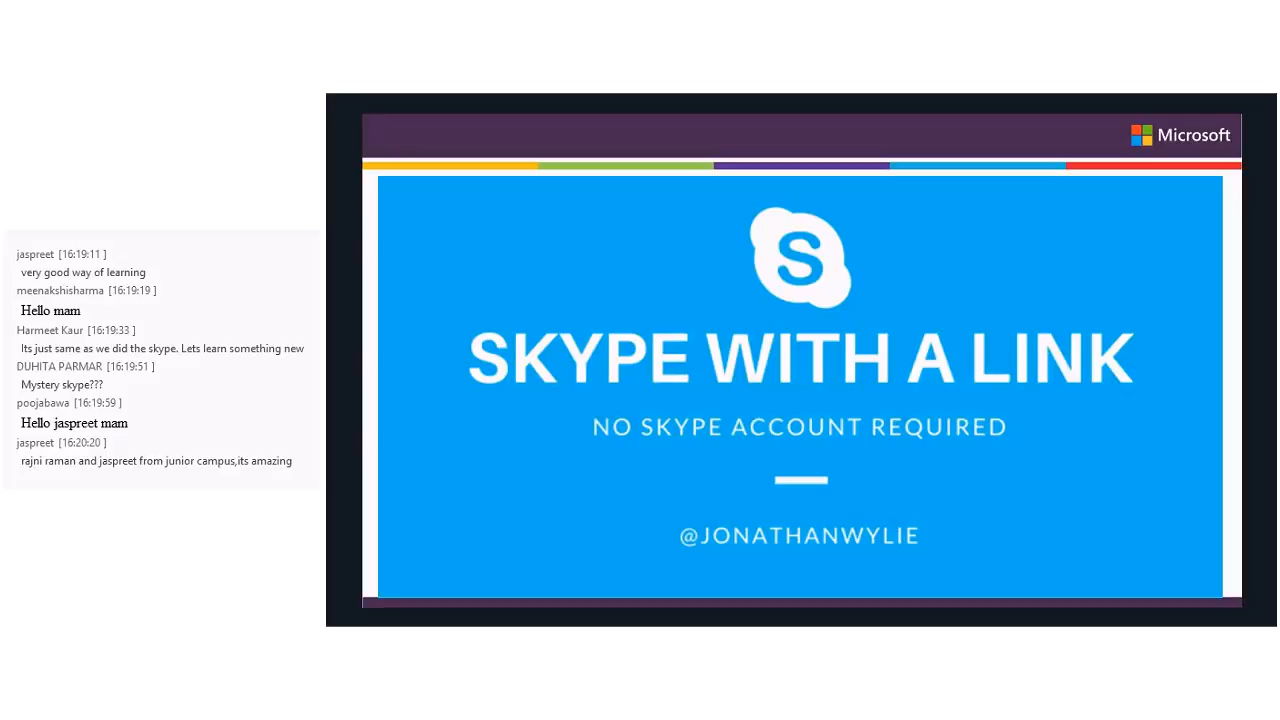 jaspreet [16:19:11 ]
very good way of learning
meenakshisharma [16:19:19 ]
Hello mam
Harmeet Kaur [16:19:33 ]
Its just same as we did the skype. Lets learn something new
DUHITA PARMAR [16:19:51 ]
Mystery skype???
poojabawa [16:19:59 ]
Hello jaspreet mam
jaspreet [16:20:20 ]
rajni raman and jaspreet from junior campus,its amazing
Microsoft
S
SKYPE WITH A LINK
NO SKYPE ACCOUNT REQUIRED
@JONATHANWYLIE